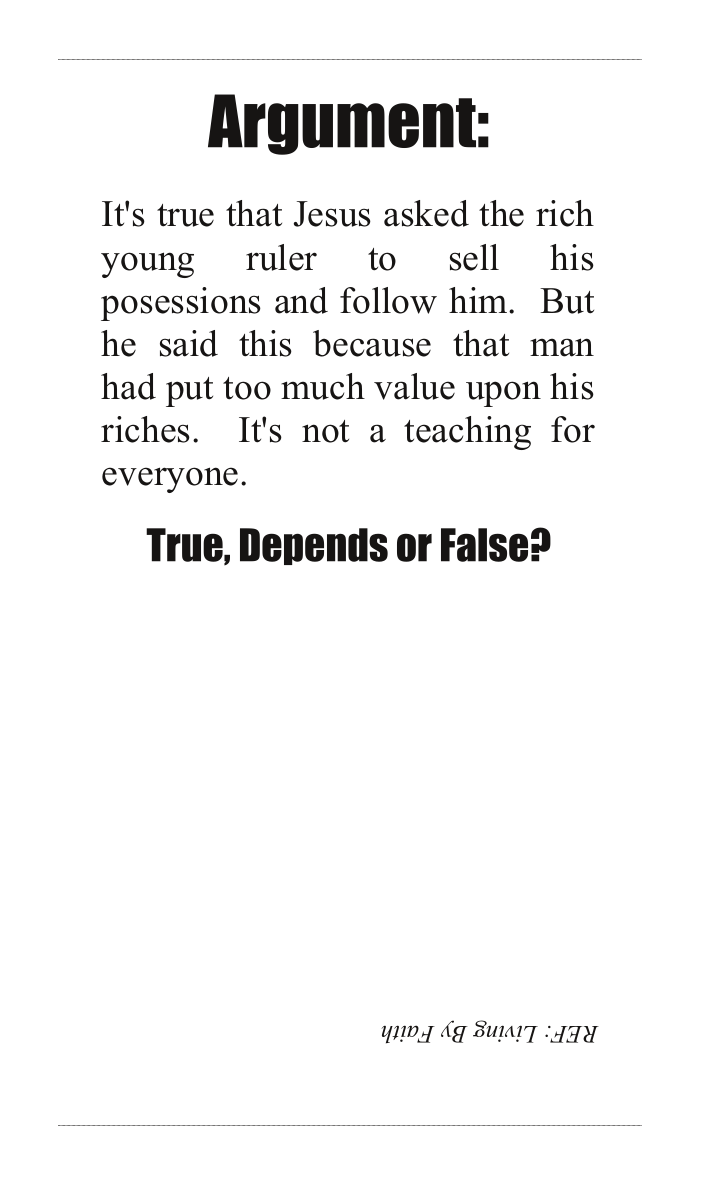 Argument:
It's true that Jesus asked the rich
young ruler to sell his
posessions and follow him. But
he said this because that man
had put too much value upon his
riches. It's not a teaching for
everyone.
True, Depends or False?
REF: Living By Faith